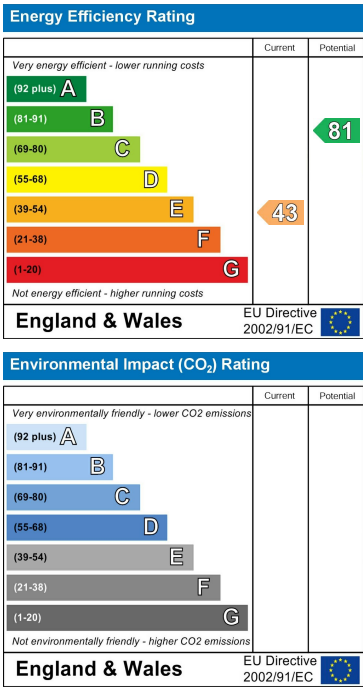 Energy Efficiency Rating
Current Potential
Very energy efficient - lower running costs
(92 plus) A
(81-91) B
81
(69-80) C
(55-68) D
(39-54) E
43
(21-38) F
(1-20) G
Not energy efficient - higher running costs
England & Wales
EU Directive
2002/91/EC
Environmental Impact (CO₂) Rating
Current Potential
Very environmentally friendly - lower CO2 emissions
(92 plus) A
(81-91) B
(69-80) C
(55-68) D
(39-54) E
(21-38) F
(1-20) G
Not environmentally friendly - higher CO2 emissions
England & Wales
EU Directive
2002/91/EC